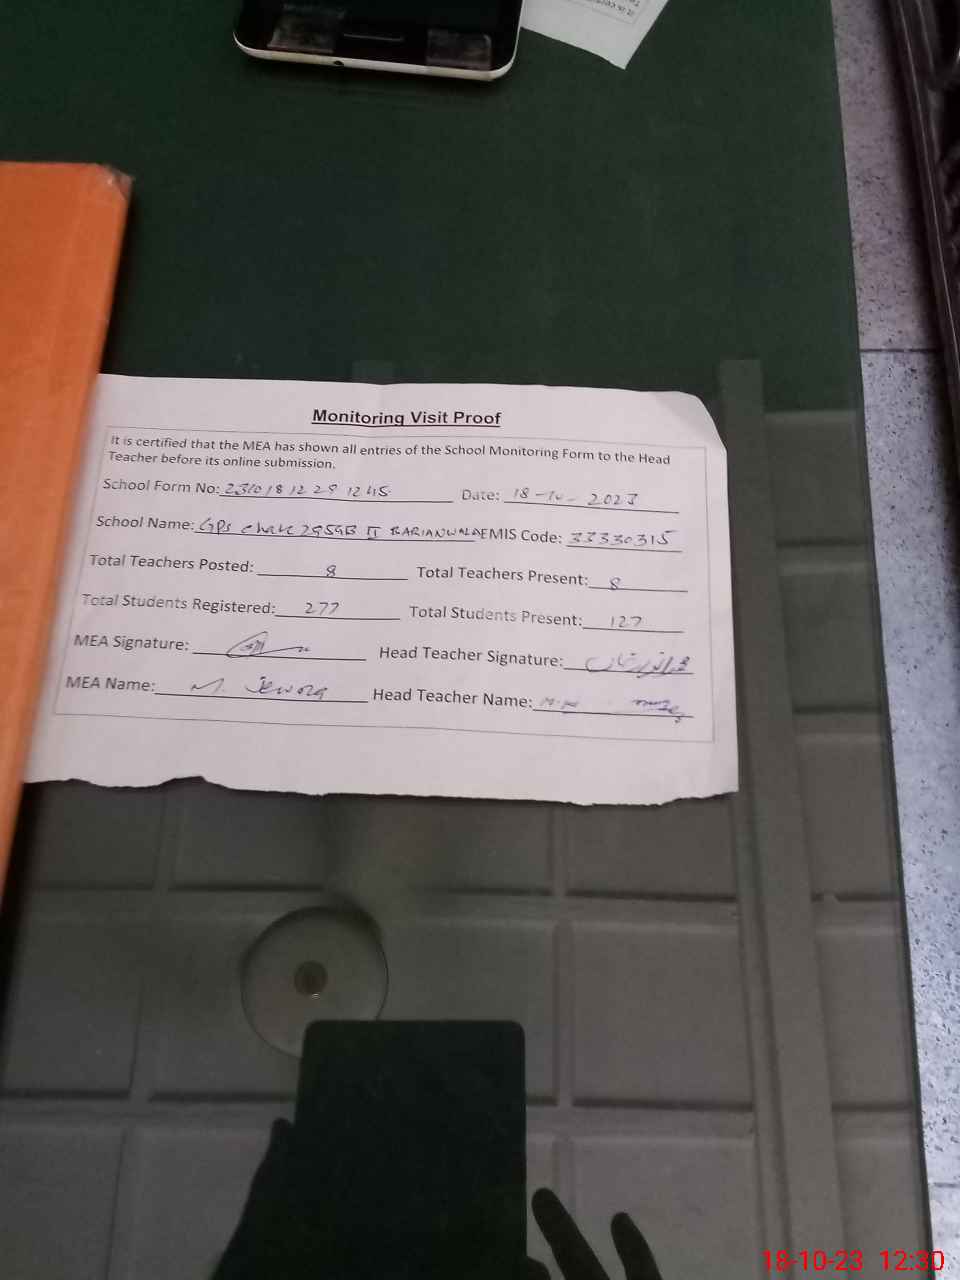 Monitoring Visit Proof
It is certified that the MEA has shown all entries of the School Monitoring Form to the Head
Teacher before its online submission.
School Form No: 23101812291245 Date: 18-10-2023
School Name: GPS Chak 295GB II BARIANWALA EMIS Code: 33330315
Total Teachers Posted: 8 Total Teachers Present: 8
Total Students Registered: 277 Total Students Present: 127
MEA Signature: Head Teacher Signature:
MEA Name: M. Head Teacher Name:
18-10-23 12:30